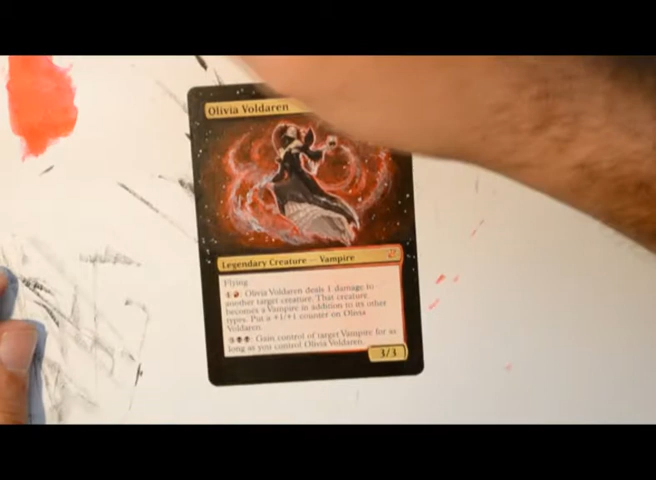 Olivia Voldaren
Legendary Creature — Vampire
Flying
: Olivia Voldaren deals 1 damage to
another target creature. That creature
becomes a Vampire in addition to its other
types. Put a +1/+1 counter on Olivia
Voldaren.
: Gain control of target Vampire for as
long as you control Olivia Voldaren.
3/3